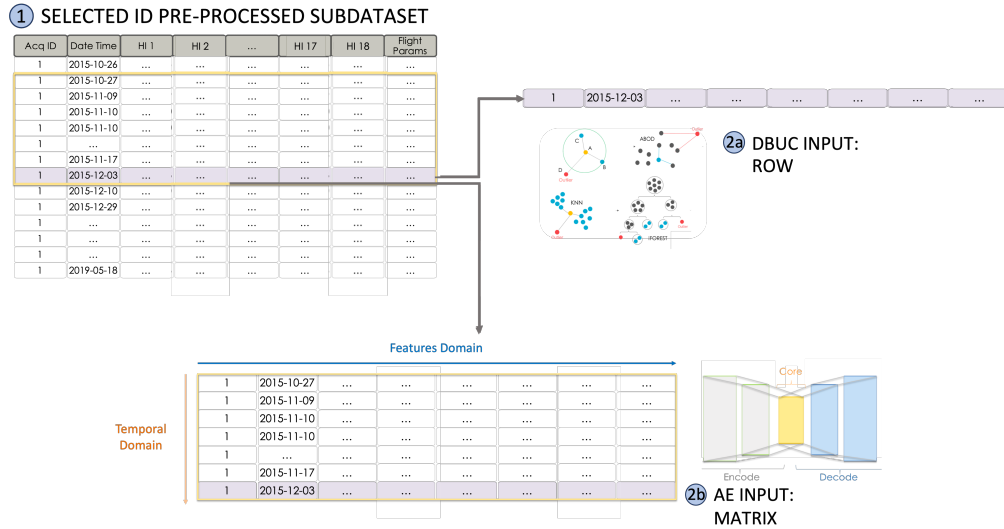 1 SELECTED ID PRE-PROCESSED SUBDATASET
Acq ID Date Time HI 1 HI 2 ... HI 17 HI 18 Flight Params
1 2015-10-26 ... ... ... ... ... ...
1 2015-10-27 ... ... ... ... ... ...
1 2015-11-09 ... ... ... ... ... ...
1 2015-11-10 ... ... ... ... ... ...
1 2015-11-10 ... ... ... ... ... ...
1 ... ... ... ... ... ... ...
1 2015-11-17 ... ... ... ... ... ...
1 2015-12-03 ... ... ... ... ... ...
1 2015-12-10 ... ... ... ... ... ...
1 2015-12-29 ... ... ... ... ... ...
1 ... ... ... ... ... ... ...
1 ... ... ... ... ... ... ...
1 ... ... ... ... ... ... ...
1 2019-05-18 ... ... ... ... ... ...
1 2015-12-03 ... ... ... ... ... ...
2a DBUC INPUT:
ROW
C
A
B
D
Outlier
ABOD
Outlier
KNN
Outlier
Outlier
IFOREST
Features Domain
Temporal
Domain
1 2015-10-27 ... ... ... ... ... ...
1 2015-11-09 ... ... ... ... ... ...
1 2015-11-10 ... ... ... ... ... ...
1 2015-11-10 ... ... ... ... ... ...
1 ... ... ... ... ... ... ...
1 2015-11-17 ... ... ... ... ... ...
1 2015-12-03 ... ... ... ... ... ...
Core
Encode
Decode
2b AE INPUT:
MATRIX